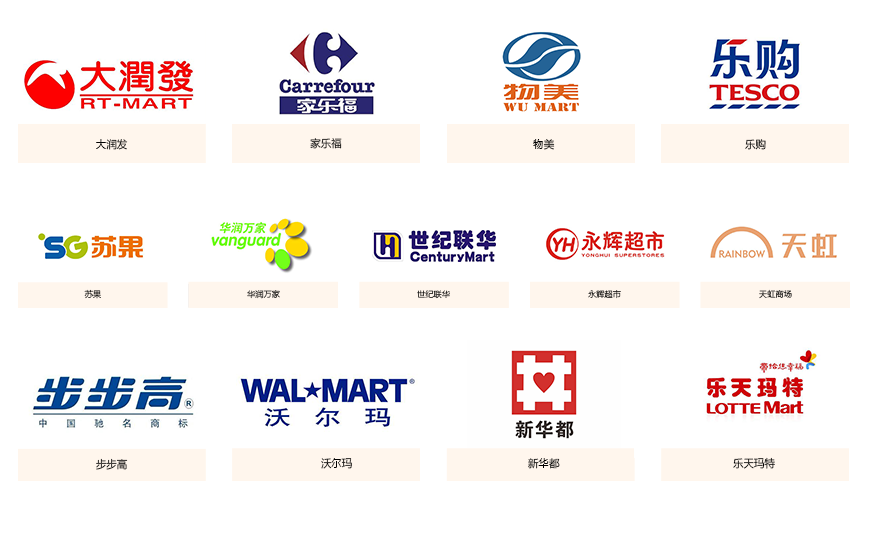 大潤發
RT-MART
Carrefour
家乐福
物美
WU MART
乐购
TESCO
大润发
家乐福
物美
乐购
SG 苏果
华润万家
vanguard
世纪联华
CenturyMart
YH 永辉超市
YONGHUI SUPERSTORES
RAINBOW 天虹
苏果
华润万家
世纪联华
永辉超市
天虹商场
步步高®
中国驰名商标
WAL★MART®
沃尔玛
新华都
带给您幸福
乐天玛特
LOTTE Mart
步步高
沃尔玛
新华都
乐天玛特